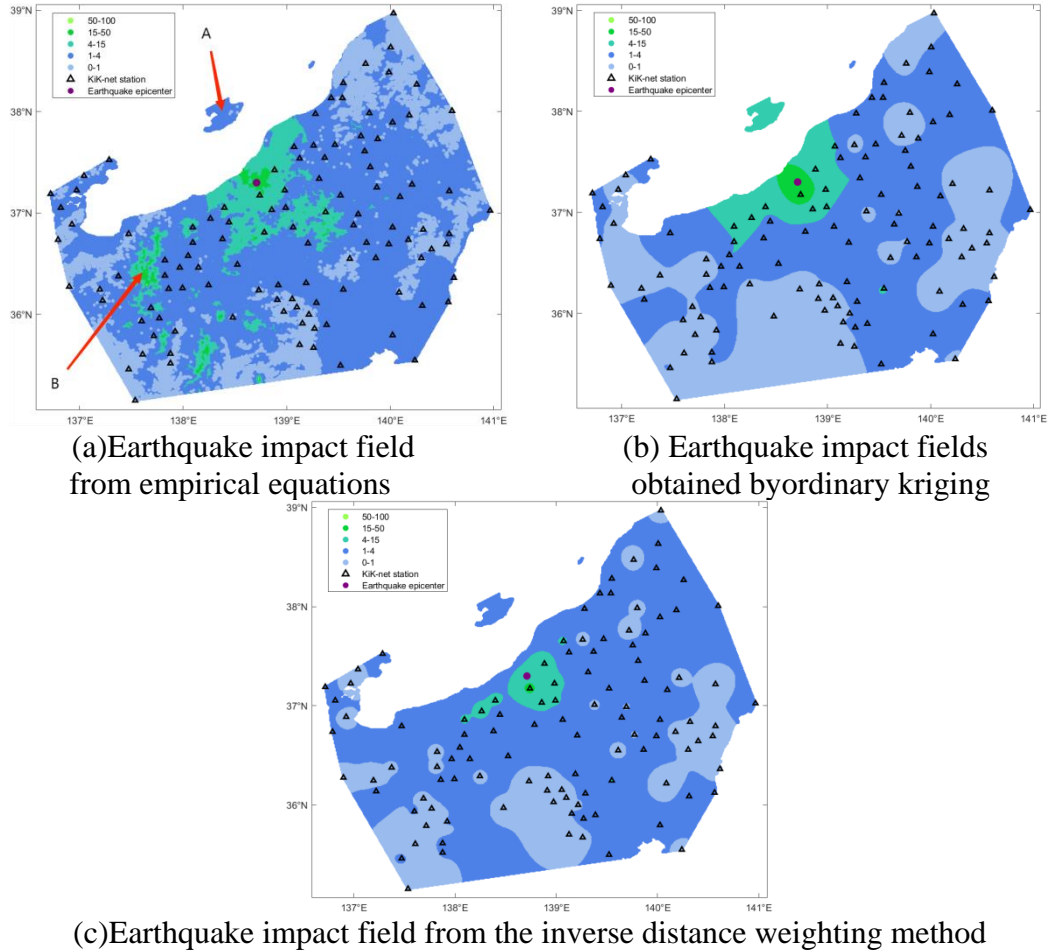 39°N
38°N
37°N
36°N
50-100
15-50
4-15
1-4
0-1
KiK-net station
Earthquake epicenter
A
B
137°E
138°E
139°E
140°E
141°E
39°N
38°N
37°N
36°N
50-100
15-50
4-15
1-4
0-1
KiK-net station
Earthquake epicenter
137°E
138°E
139°E
140°E
141°E
(a)Earthquake impact field
from empirical equations
(b) Earthquake impact fields
obtained byordinary kriging
39°N
38°N
37°N
36°N
50-100
15-50
4-15
1-4
0-1
KiK-net station
Earthquake epicenter
137°E
138°E
139°E
140°E
141°E
(c)Earthquake impact field from the inverse distance weighting method